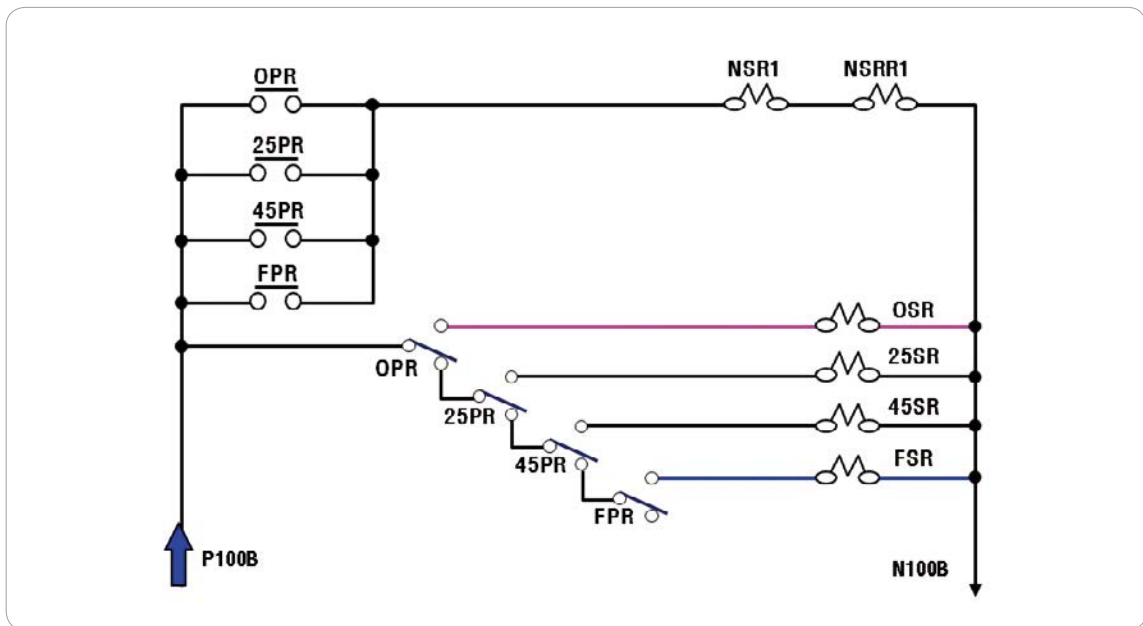 OPR
NSR1 NSRR1
25PR
45PR
FPR
OSR
OPR
25SR
25PR
45SR
45PR
FSR
FPR
P100B
N100B